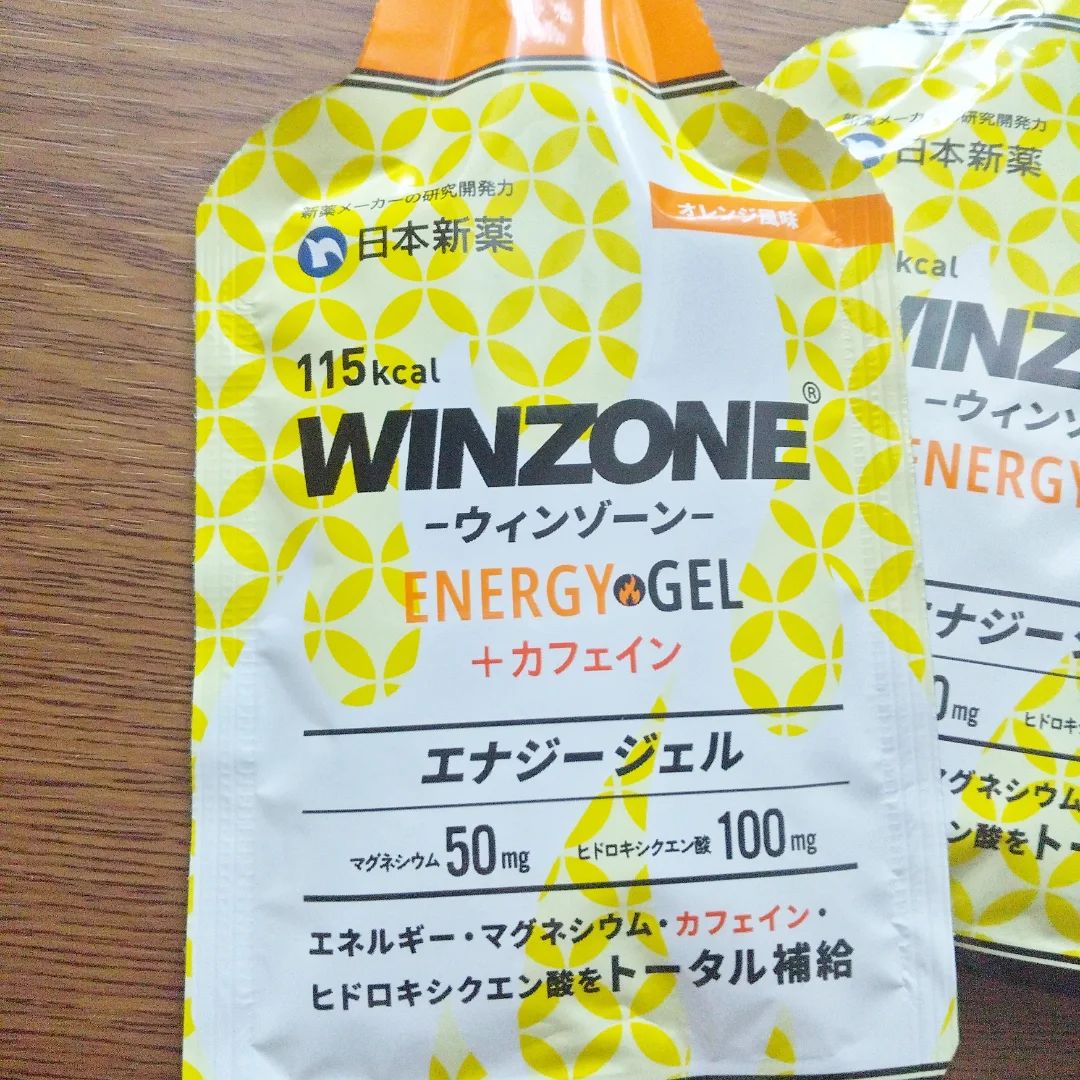 新薬メーカーの研究開発力
日本新薬
オレンジ風味
115kcal
WINZONE®
-ウィンゾーン-
ENERGY GEL
+カフェイン
エナジージェル
マグネシウム 50mg ヒドロキシクエン酸 100mg
エネルギー・マグネシウム・カフェイン・
ヒドロキシクエン酸をトータル補給
新薬メーカーの研究開発力
日本新薬
kcal
WINZ
-ウィンゾ
ENERGY
エナジー
0mg ヒドロキシ
マグネシウム
エン酸をトー